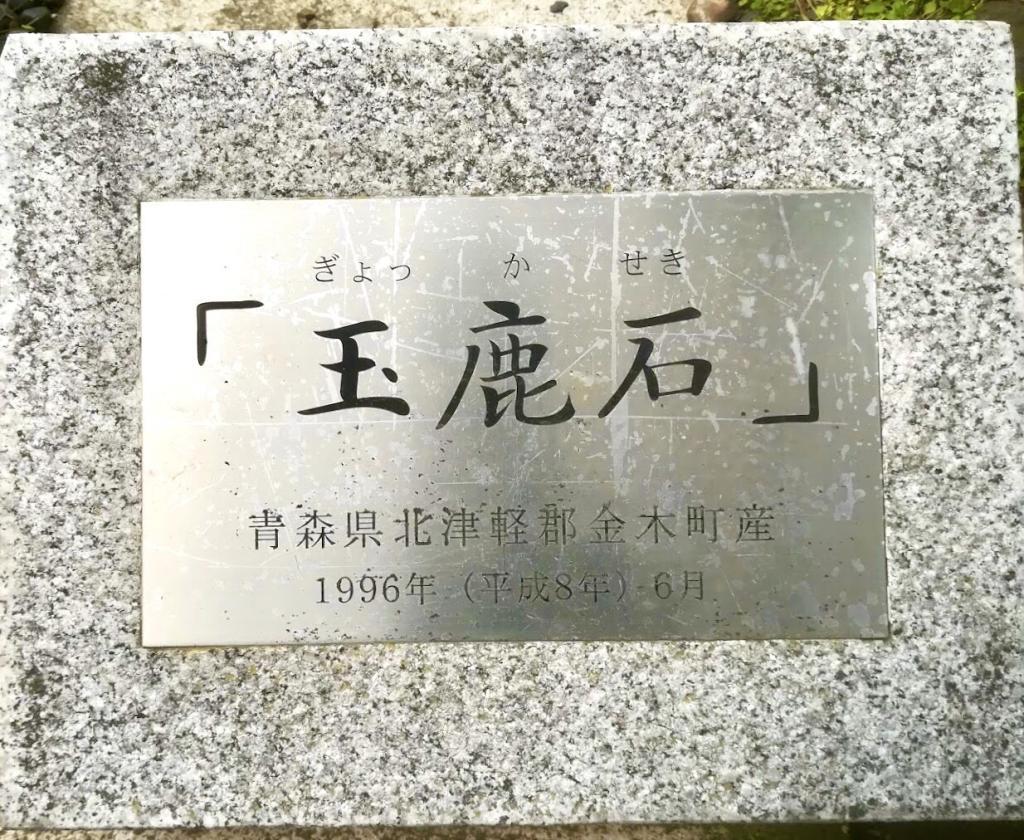 ぎょっ か せき
「玉鹿石」
青森県北津軽郡金木町産
1996年（平成8年）6月